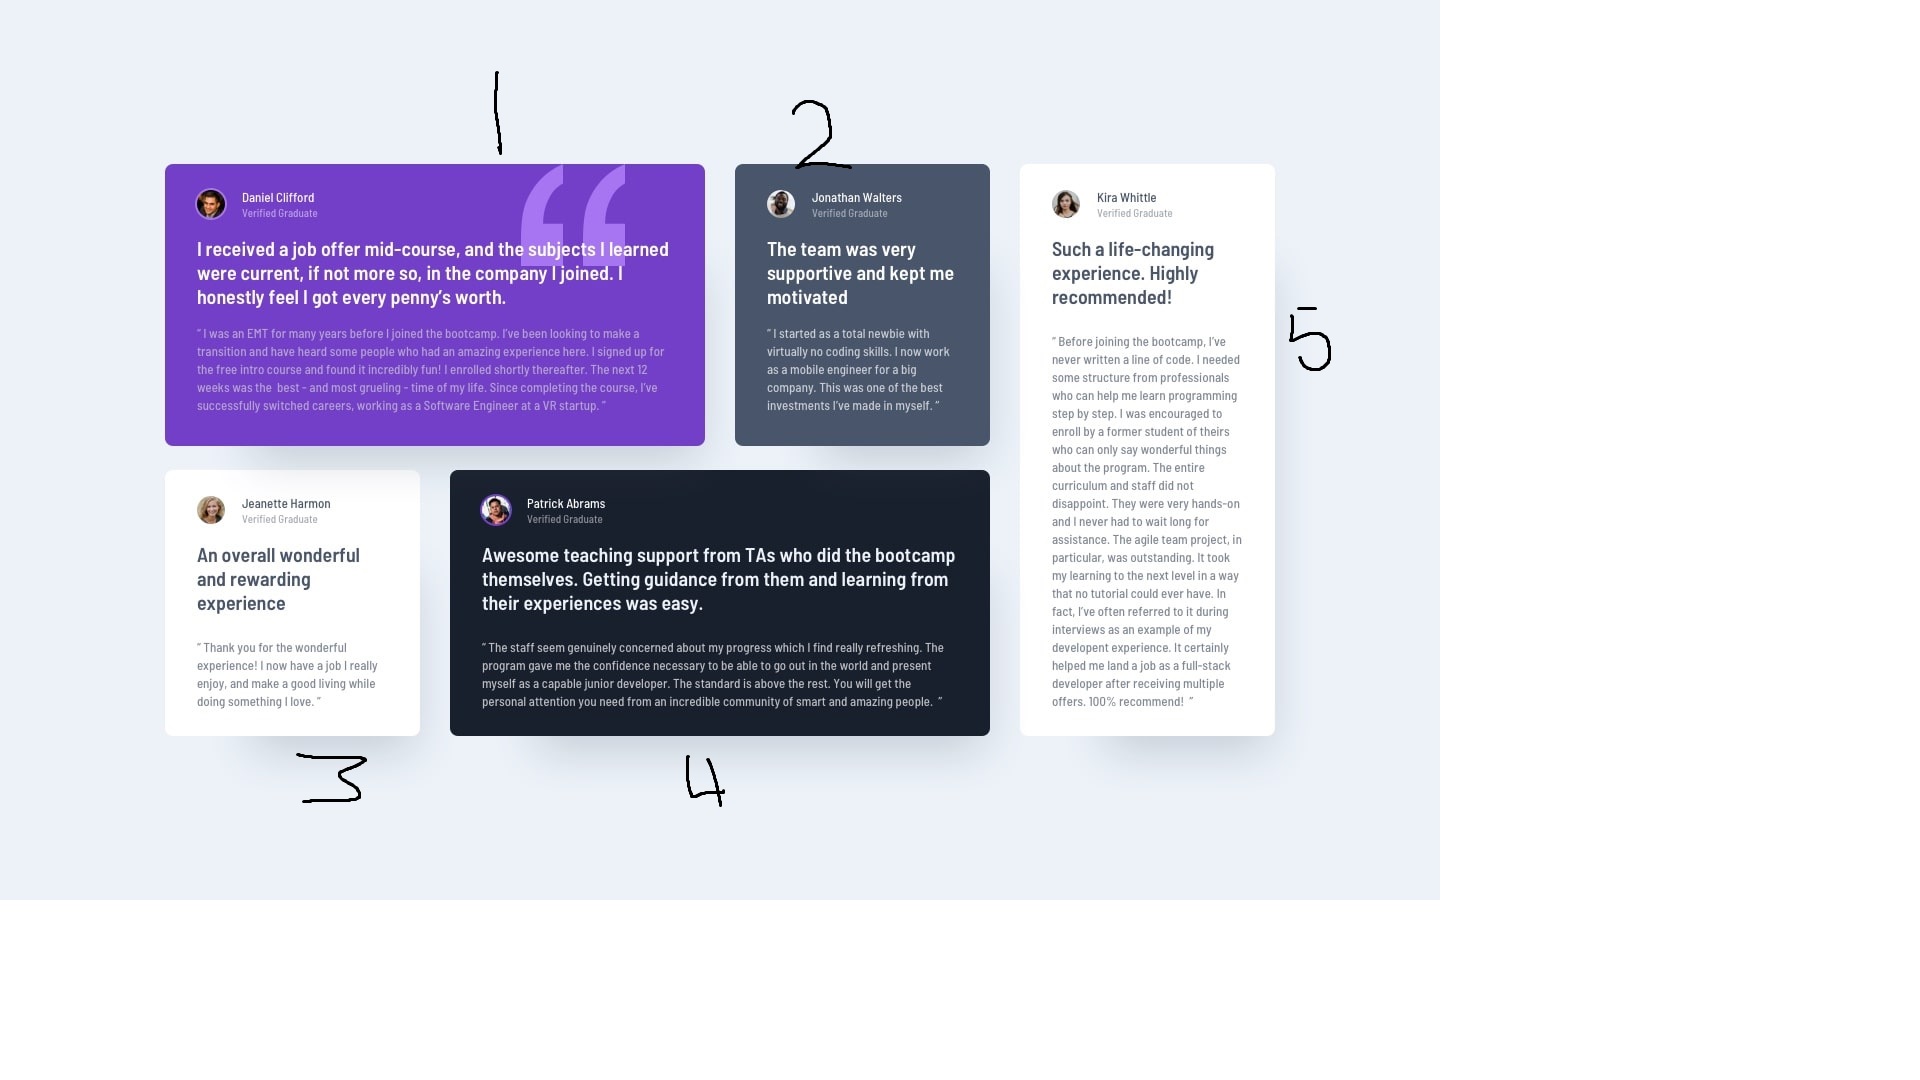 1
2
Daniel Clifford
Verified Graduate
I received a job offer mid-course, and the subjects I learned
were current, if not more so, in the company I joined. I
honestly feel I got every penny’s worth.
“ I was an EMT for many years before I joined the bootcamp. I’ve been looking to make a
transition and have heard some people who had an amazing experience here. I signed up for
the free intro course and found it incredibly fun! I enrolled shortly thereafter. The next 12
weeks was the best - and most grueling - time of my life. Since completing the course, I’ve
successfully switched careers, working as a Software Engineer at a VR startup. ”
Jonathan Walters
Verified Graduate
The team was very
supportive and kept me
motivated
“ I started as a total newbie with
virtually no coding skills. I now work
as a mobile engineer for a big
company. This was one of the best
investments I’ve made in myself. ”
Jeanette Harmon
Verified Graduate
An overall wonderful
and rewarding
experience
“ Thank you for the wonderful
experience! I now have a job I really
enjoy, and make a good living while
doing something I love. ”
3
Patrick Abrams
Verified Graduate
Awesome teaching support from TAs who did the bootcamp
themselves. Getting guidance from them and learning from
their experiences was easy.
“ The staff seem genuinely concerned about my progress which I find really refreshing. The
program gave me the confidence necessary to be able to go out in the world and present
myself as a capable junior developer. The standard is above the rest. You will get the
personal attention you need from an incredible community of smart and amazing people. ”
4
Kira Whittle
Verified Graduate
Such a life-changing
experience. Highly
recommended!
“ Before joining the bootcamp, I’ve
never written a line of code. I needed
some structure from professionals
who can help me learn programming
step by step. I was encouraged to
enroll by a former student of theirs
who can only say wonderful things
about the program. The entire
curriculum and staff did not
disappoint. They were very hands-on
and I never had to wait long for
assistance. The agile team project, in
particular, was outstanding. It took
my learning to the next level in a way
that no tutorial could ever have. In
fact, I’ve often referred to it during
interviews as an example of my
developent experience. It certainly
helped me land a job as a full-stack
developer after receiving multiple
offers. 100% recommend! ”
5